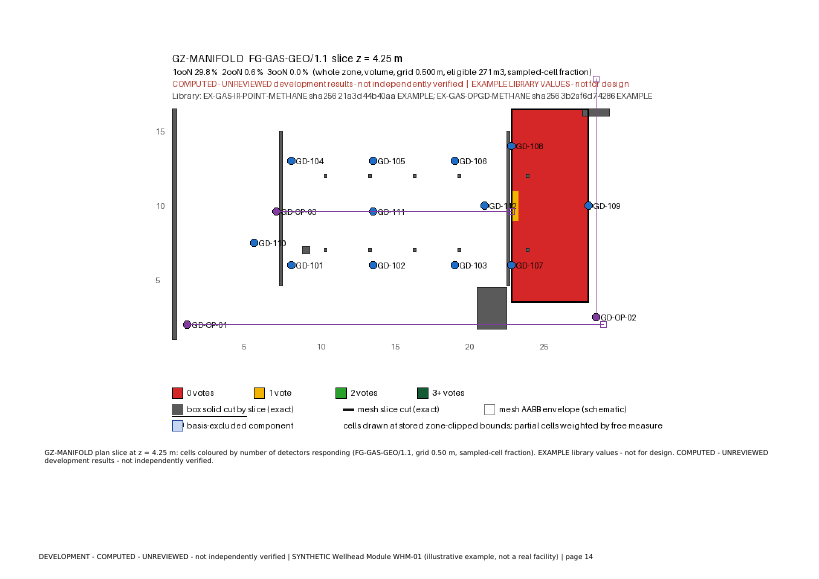 GZ-MANIFOLD FG-GAS-GEO/1.1 slice z = 4.25 m
1ooN 29.8 % 2ooN 0.6 % 3ooN 0.0 % (whole zone, volume, grid 0.500 m, eligible 271 m3, sampled-cell fraction)
COMPUTED - UNREVIEWED development results - not independently verified | EXAMPLE LIBRARY VALUES - not for design
Library: EX-GAS-IR-POINT-METHANE sha256 EXAMPLE; EX-GAS-OPGD-METHANE sha256 EXAMPLE
15
GD-108
GD-104 GD-105 GD-106
10
GD-109
GD-OP-03 GD-111
GD-110
GD-101 GD-102 GD-103 GD-107
5
GD-OP-02
GD-OP-01
5 10 15 20 25
0 votes 1 vote 2 votes 3+ votes
box solid cut by slice (exact) mesh slice cut (exact) mesh AABB envelope (schematic)
basis-excluded component cells drawn at stored zone-clipped bounds; partial cells weighted by free measure
GZ-MANIFOLD plan slice at z = 4.25 m: cells coloured by number of detectors responding (FG-GAS-GEO/1.1, grid 0.50 m, sampled-cell fraction). EXAMPLE library values - not for design. COMPUTED - UNREVIEWED
development results - not independently verified.
DEVELOPMENT - COMPUTED - UNREVIEWED - not independently verified | SYNTHETIC Wellhead Module WHM-01 (illustrative example, not a real facility) | page 14